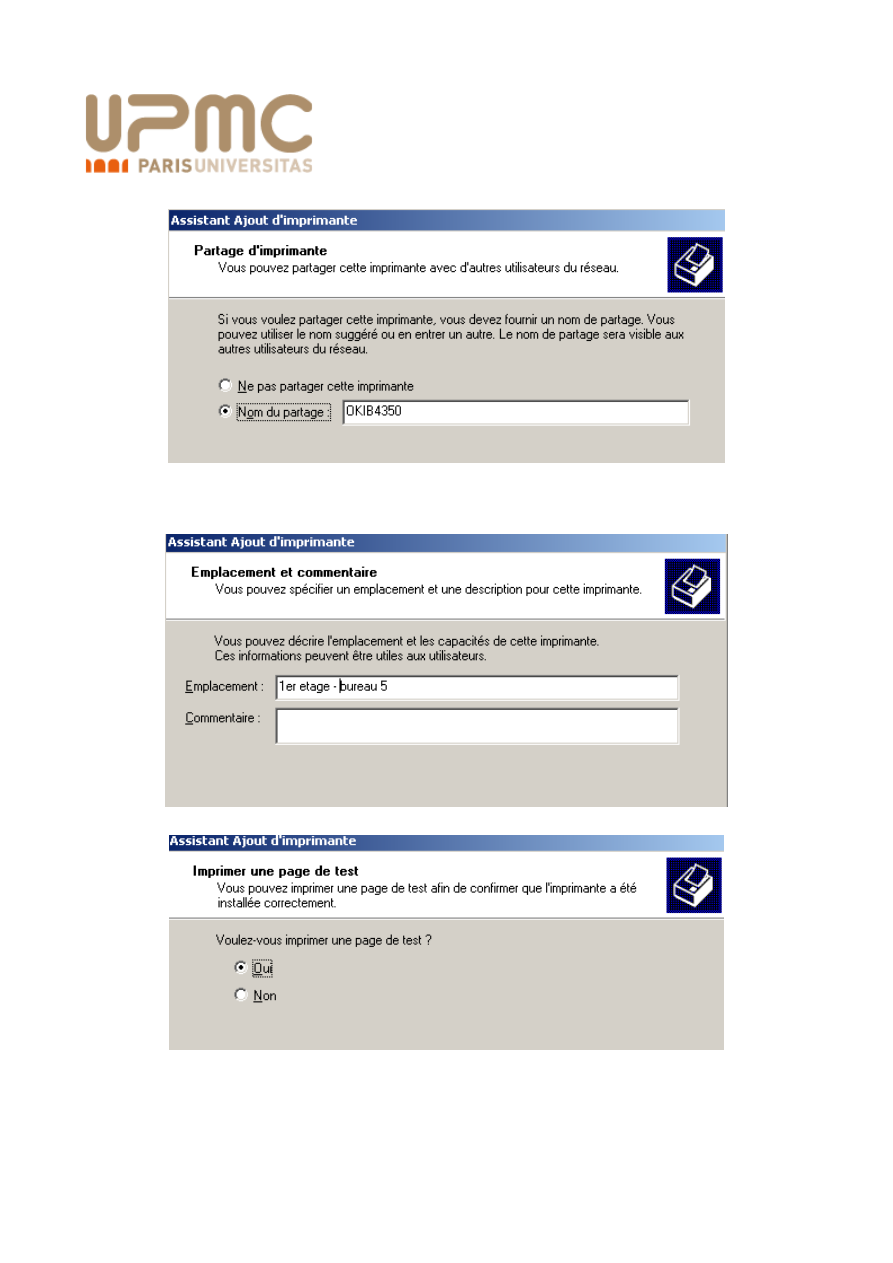 UPMC
PARISUNIVERSITAS
Assistant Ajout d'imprimante
Partage d'imprimante
Vous pouvez partager cette imprimante avec d'autres utilisateurs du réseau.
Si vous voulez partager cette imprimante, vous devez fournir un nom de partage. Vous
pouvez utiliser le nom suggéré ou en entrer un autre. Le nom de partage sera visible aux
autres utilisateurs du réseau.
Ne pas partager cette imprimante
Nom du partage : OKIB4350
Assistant Ajout d'imprimante
Emplacement et commentaire
Vous pouvez spécifier un emplacement et une description pour cette imprimante.
Vous pouvez décrire l'emplacement et les capacités de cette imprimante.
Ces informations peuvent être utiles aux utilisateurs.
Emplacement : 1er etage - bureau 5
Commentaire :
Assistant Ajout d'imprimante
Imprimer une page de test
Vous pouvez imprimer une page de test afin de confirmer que l'imprimante a été
installée correctement.
Voulez-vous imprimer une page de test ?
Oui
Non